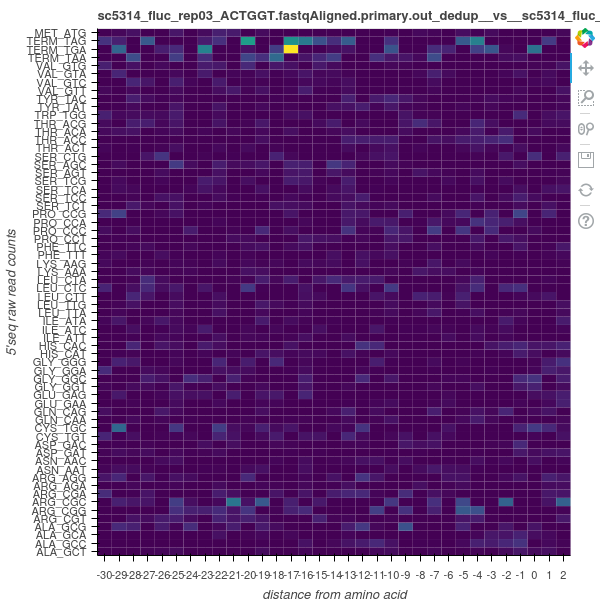 sc5314_fluc_rep03_ACTGGT.fastqAligned.primary.out_dedup__vs__sc5314_fluc_
MET_ATG
TERM_TAG
TERM_TGA
TERM_TAA
VAL_GTG
VAL_GTA
VAL_GTC
VAL_GTT
TYR_TAC
TYR_TAT
TRP_TGG
THR_ACG
THR_ACA
THR_ACC
THR_ACT
SER_CTG
SER_AGC
SER_AGT
SER_TCG
SER_TCA
SER_TCC
SER_TCT
PRO_CCG
PRO_CCA
PRO_CCC
PRO_CCT
PHE_TTC
PHE_TTT
LYS_AAG
LYS_AAA
LEU_CTA
LEU_CTC
LEU_CTT
LEU_TTG
LEU_TTA
ILE_ATA
ILE_ATC
ILE_ATT
HIS_CAC
HIS_CAT
GLY_GGG
GLY_GGA
GLY_GGC
GLY_GGT
GLU_GAG
GLU_GAA
GLN_CAG
GLN_CAA
CYS_TGC
CYS_TGT
ASP_GAC
ASP_GAT
ASN_AAC
ASN_AAT
ARG_AGG
ARG_AGA
ARG_CGA
ARG_CGC
ARG_CGG
ARG_CGT
ALA_GCG
ALA_GCA
ALA_GCC
ALA_GCT
5'seq raw read counts
-30 -29 -28 -27 -26 -25 -24 -23 -22 -21 -20 -19 -18 -17 -16 -15 -14 -13 -12 -11 -10 -9 -8 -7 -6 -5 -4 -3 -2 -1 0 1 2
distance from amino acid